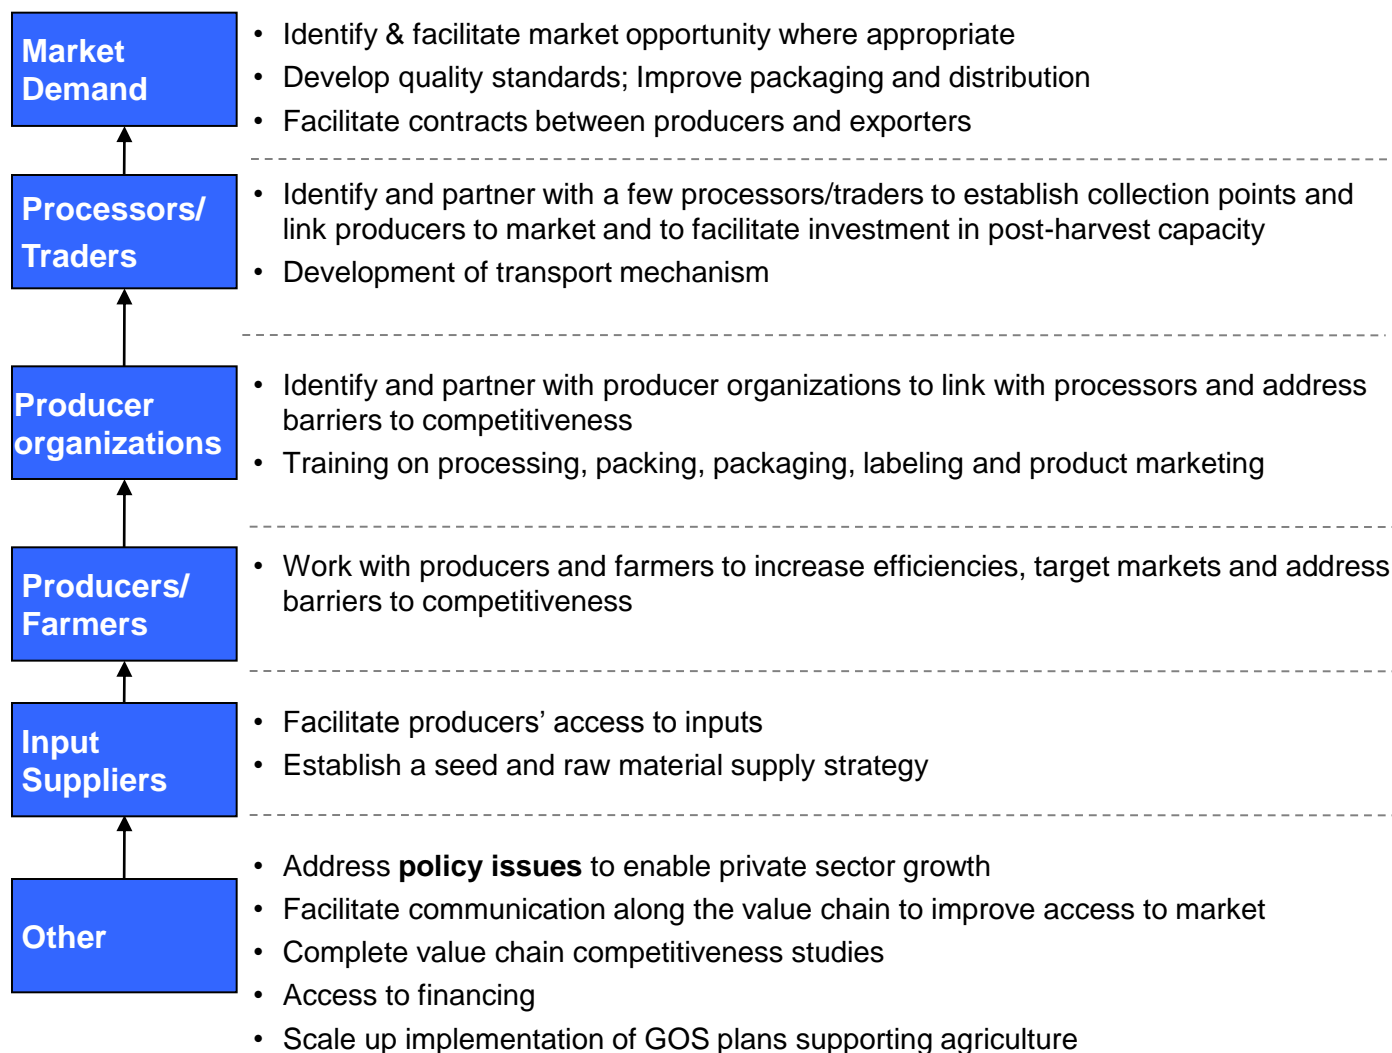 Market
Demand
• Identify & facilitate market opportunity where appropriate
• Develop quality standards; Improve packaging and distribution
• Facilitate contracts between producers and exporters
Processors/
Traders
• Identify and partner with a few processors/traders to establish collection points and
link producers to market and to facilitate investment in post-harvest capacity
• Development of transport mechanism
Producer
organizations
• Identify and partner with producer organizations to link with processors and address
barriers to competitiveness
• Training on processing, packing, packaging, labeling and product marketing
Producers/
Farmers
• Work with producers and farmers to increase efficiencies, target markets and address
barriers to competitiveness
Input
Suppliers
• Facilitate producers’ access to inputs
• Establish a seed and raw material supply strategy
Other
• Address policy issues to enable private sector growth
• Facilitate communication along the value chain to improve access to market
• Complete value chain competitiveness studies
• Access to financing
• Scale up implementation of GOS plans supporting agriculture